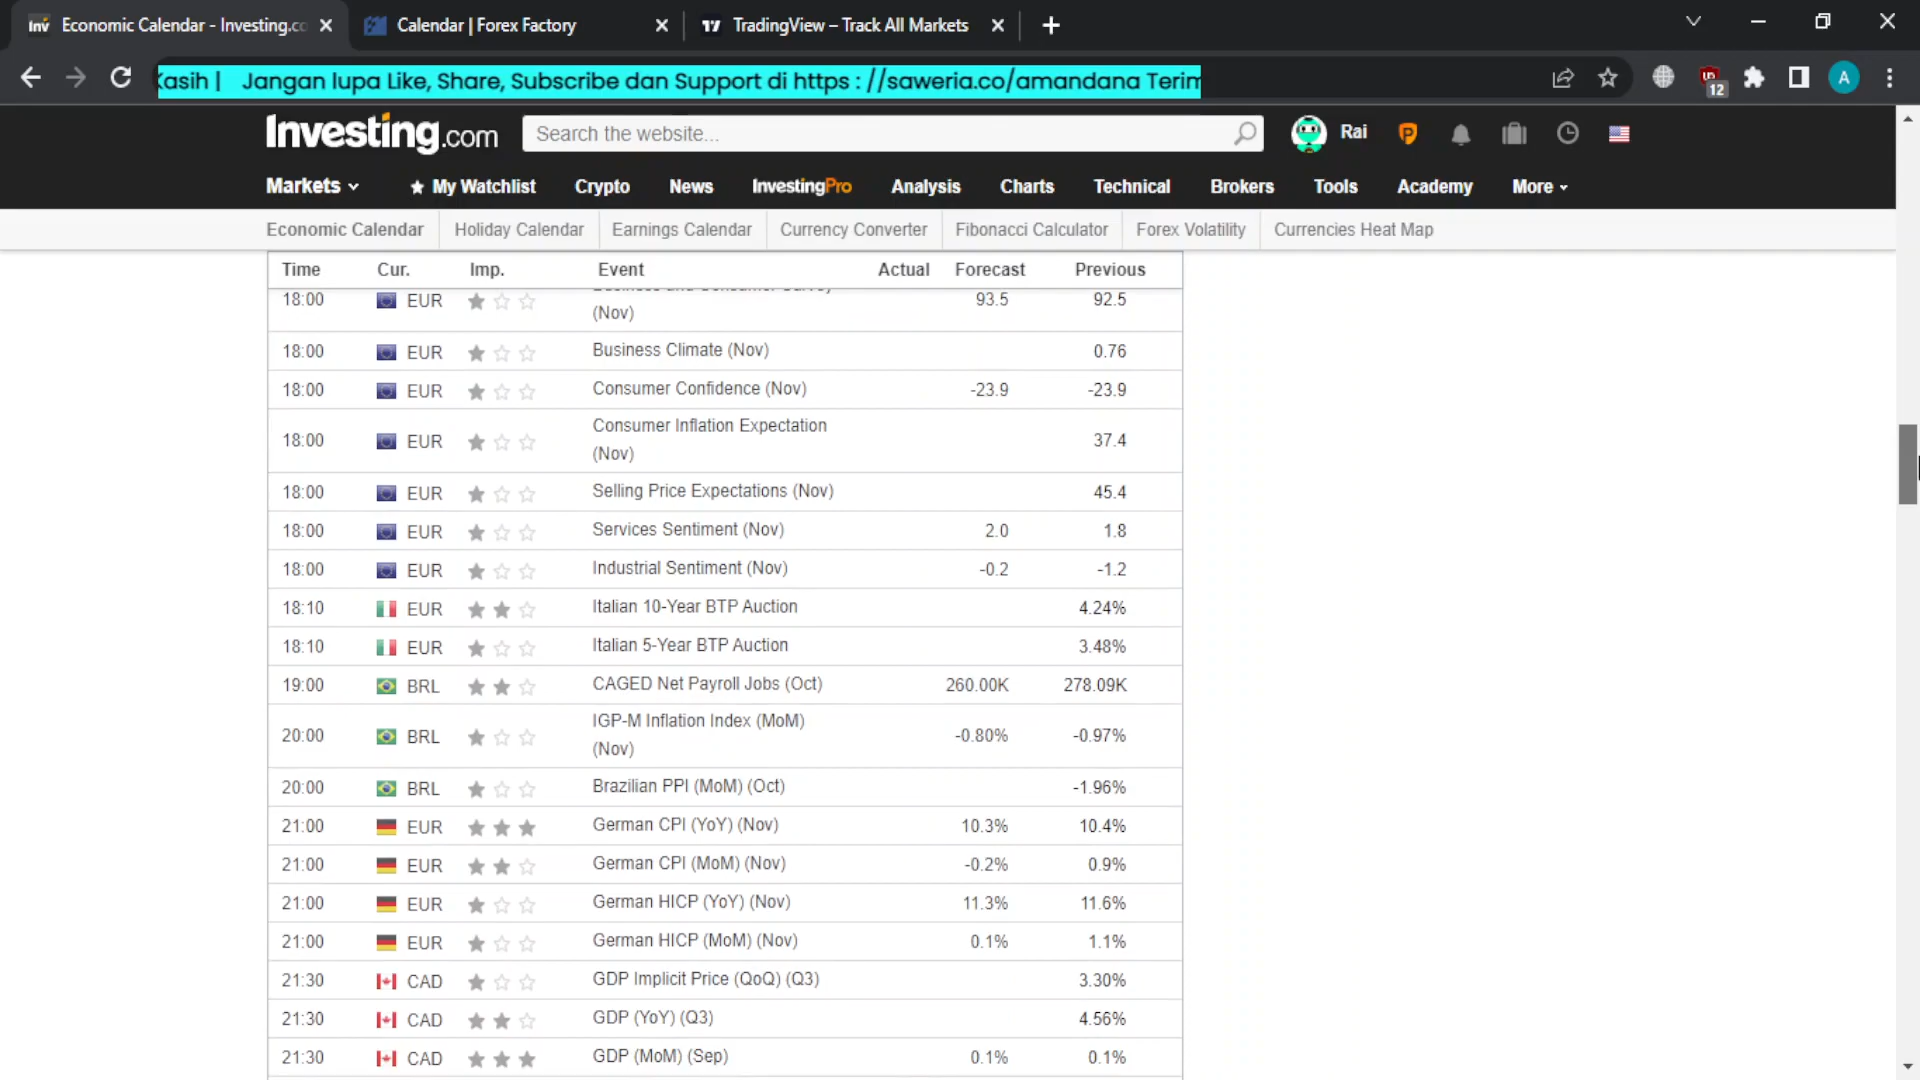 Inv Economic Calendar - Investing.co
Calendar | Forex Factory
TradingView – Track All Markets
Kasih | Jangan lupa Like, Share, Subscribe dan Support di https : //saweria.co/amandana Terim
12
A
Investing.com
Search the website...
Rai
P
Markets
My Watchlist
Crypto
News
InvestingPro
Analysis
Charts
Technical
Brokers
Tools
Academy
More
Economic Calendar
Holiday Calendar
Earnings Calendar
Currency Converter
Fibonacci Calculator
Forex Volatility
Currencies Heat Map
Time Cur. Imp. Event Actual Forecast Previous
18:00 EUR Business and Consumer Survey 93.5 92.5
(Nov)
18:00 EUR Business Climate (Nov) 0.76
18:00 EUR Consumer Confidence (Nov) -23.9 -23.9
18:00 EUR Consumer Inflation Expectation 37.4
(Nov)
18:00 EUR Selling Price Expectations (Nov) 45.4
18:00 EUR Services Sentiment (Nov) 2.0 1.8
18:00 EUR Industrial Sentiment (Nov) -0.2 -1.2
18:10 EUR Italian 10-Year BTP Auction 4.24%
18:10 EUR Italian 5-Year BTP Auction 3.48%
19:00 BRL CAGED Net Payroll Jobs (Oct) 260.00K 278.09K
20:00 BRL IGP-M Inflation Index (MoM) -0.80% -0.97%
(Nov)
20:00 BRL Brazilian PPI (MoM) (Oct) -1.96%
21:00 EUR German CPI (YoY) (Nov) 10.3% 10.4%
21:00 EUR German CPI (MoM) (Nov) -0.2% 0.9%
21:00 EUR German HICP (YoY) (Nov) 11.3% 11.6%
21:00 EUR German HICP (MoM) (Nov) 0.1% 1.1%
21:30 CAD GDP Implicit Price (QoQ) (Q3) 3.30%
21:30 CAD GDP (YoY) (Q3) 4.56%
21:30 CAD GDP (MoM) (Sep) 0.1% 0.1%